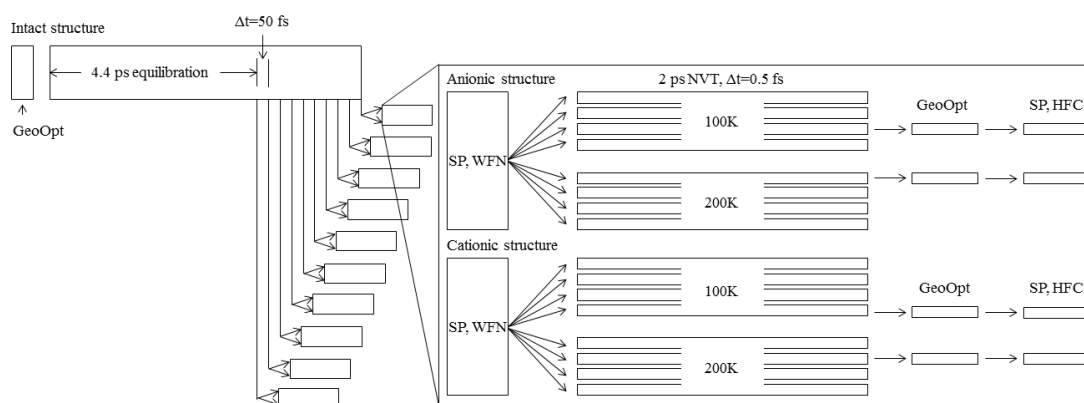 Δt=50 fs
Intact structure
4.4 ps equilibration
GeoOpt
Anionic structure
2 ps NVT, Δt=0.5 fs
SP, WFN
100K
200K
GeoOpt
SP, HFC
Cationic structure
SP, WFN
100K
200K
GeoOpt
SP, HFC